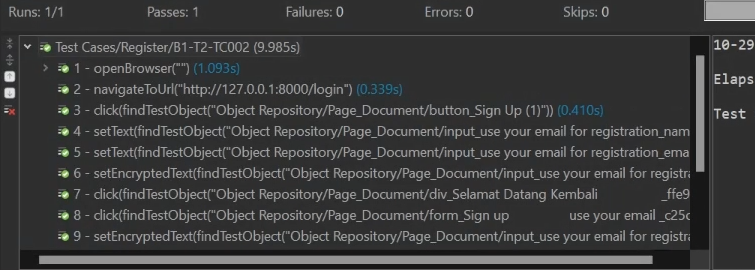 Runs: 1/1 Passes: 1 Failures: 0 Errors: 0 Skips: 0
Test Cases/Register/B1-T2-TC002 (9.985s)
1 - openBrowser("") (1.093s)
2 - navigateToUrl("http://127.0.0.1:8000/login") (0.339s)
3 - click(findTestObject("Object Repository/Page_Document/button_Sign Up (1)")) (0.410s)
4 - setText(findTestObject("Object Repository/Page_Document/input_use your email for registration_nam
5 - setText(findTestObject("Object Repository/Page_Document/input_use your email for registration_ema
6 - setEncryptedText(findTestObject("Object Repository/Page_Document/input_use your email for registra
7 - click(findTestObject("Object Repository/Page_Document/div_Selamat Datang Kembali _ffe9
8 - click(findTestObject("Object Repository/Page_Document/form_Sign up use your email _c25c
9 - setEncryptedText(findTestObject("Object Repository/Page_Document/input_use your email for registra
10-29
Elaps
Test